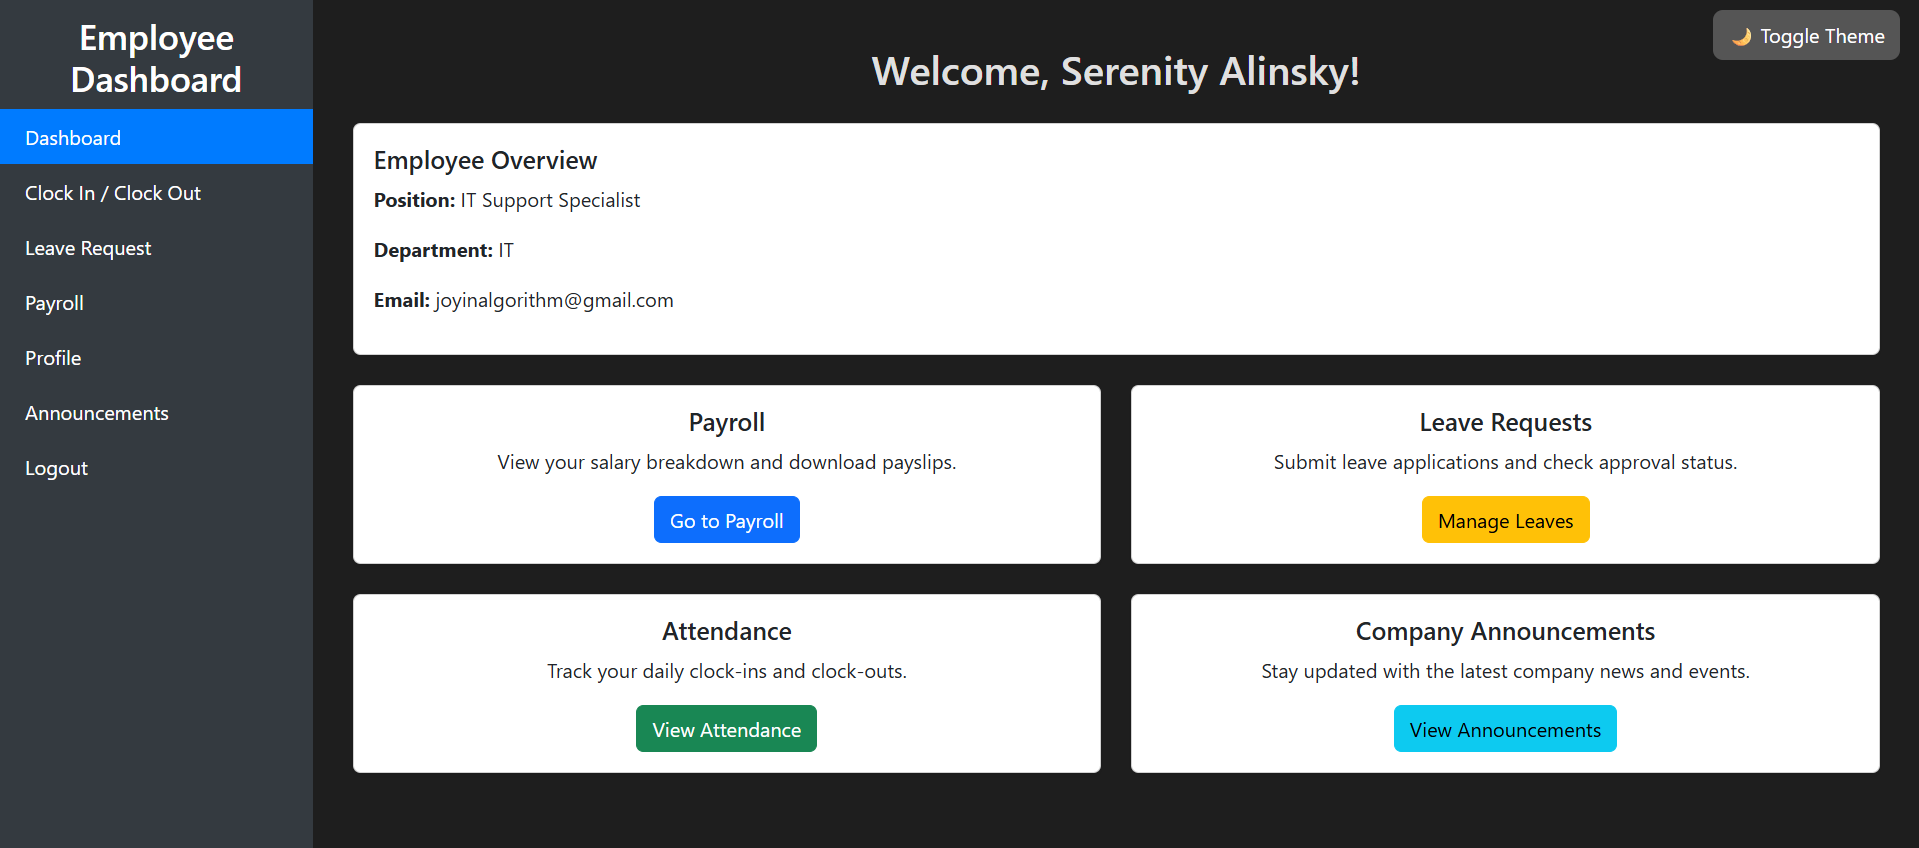 Employee
Dashboard
Dashboard
Clock In / Clock Out
Leave Request
Payroll
Profile
Announcements
Logout
🌙 Toggle Theme
Welcome, Serenity Alinsky!
Employee Overview
Position: IT Support Specialist
Department: IT
Email: joyinalgorithm@gmail.com
Payroll
View your salary breakdown and download payslips.
Go to Payroll
Leave Requests
Submit leave applications and check approval status.
Manage Leaves
Attendance
Track your daily clock-ins and clock-outs.
View Attendance
Company Announcements
Stay updated with the latest company news and events.
View Announcements